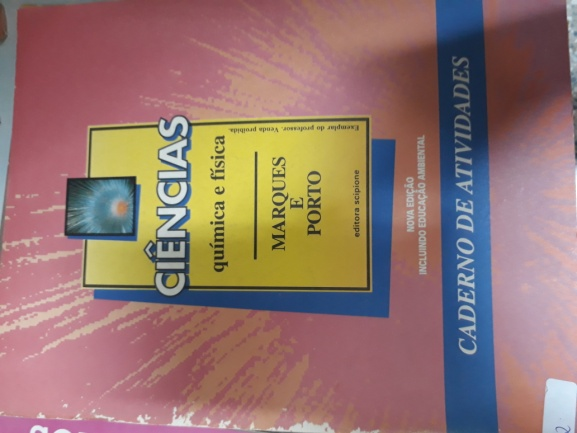 CIÊNCIAS
química e física
MARQUES
E
PORTO
editora scipione
Exemplar do professor. Venda proibida.
NOVA EDIÇÃO
INCLUINDO EDUCAÇÃO AMBIENTAL
CADERNO DE ATIVIDADES